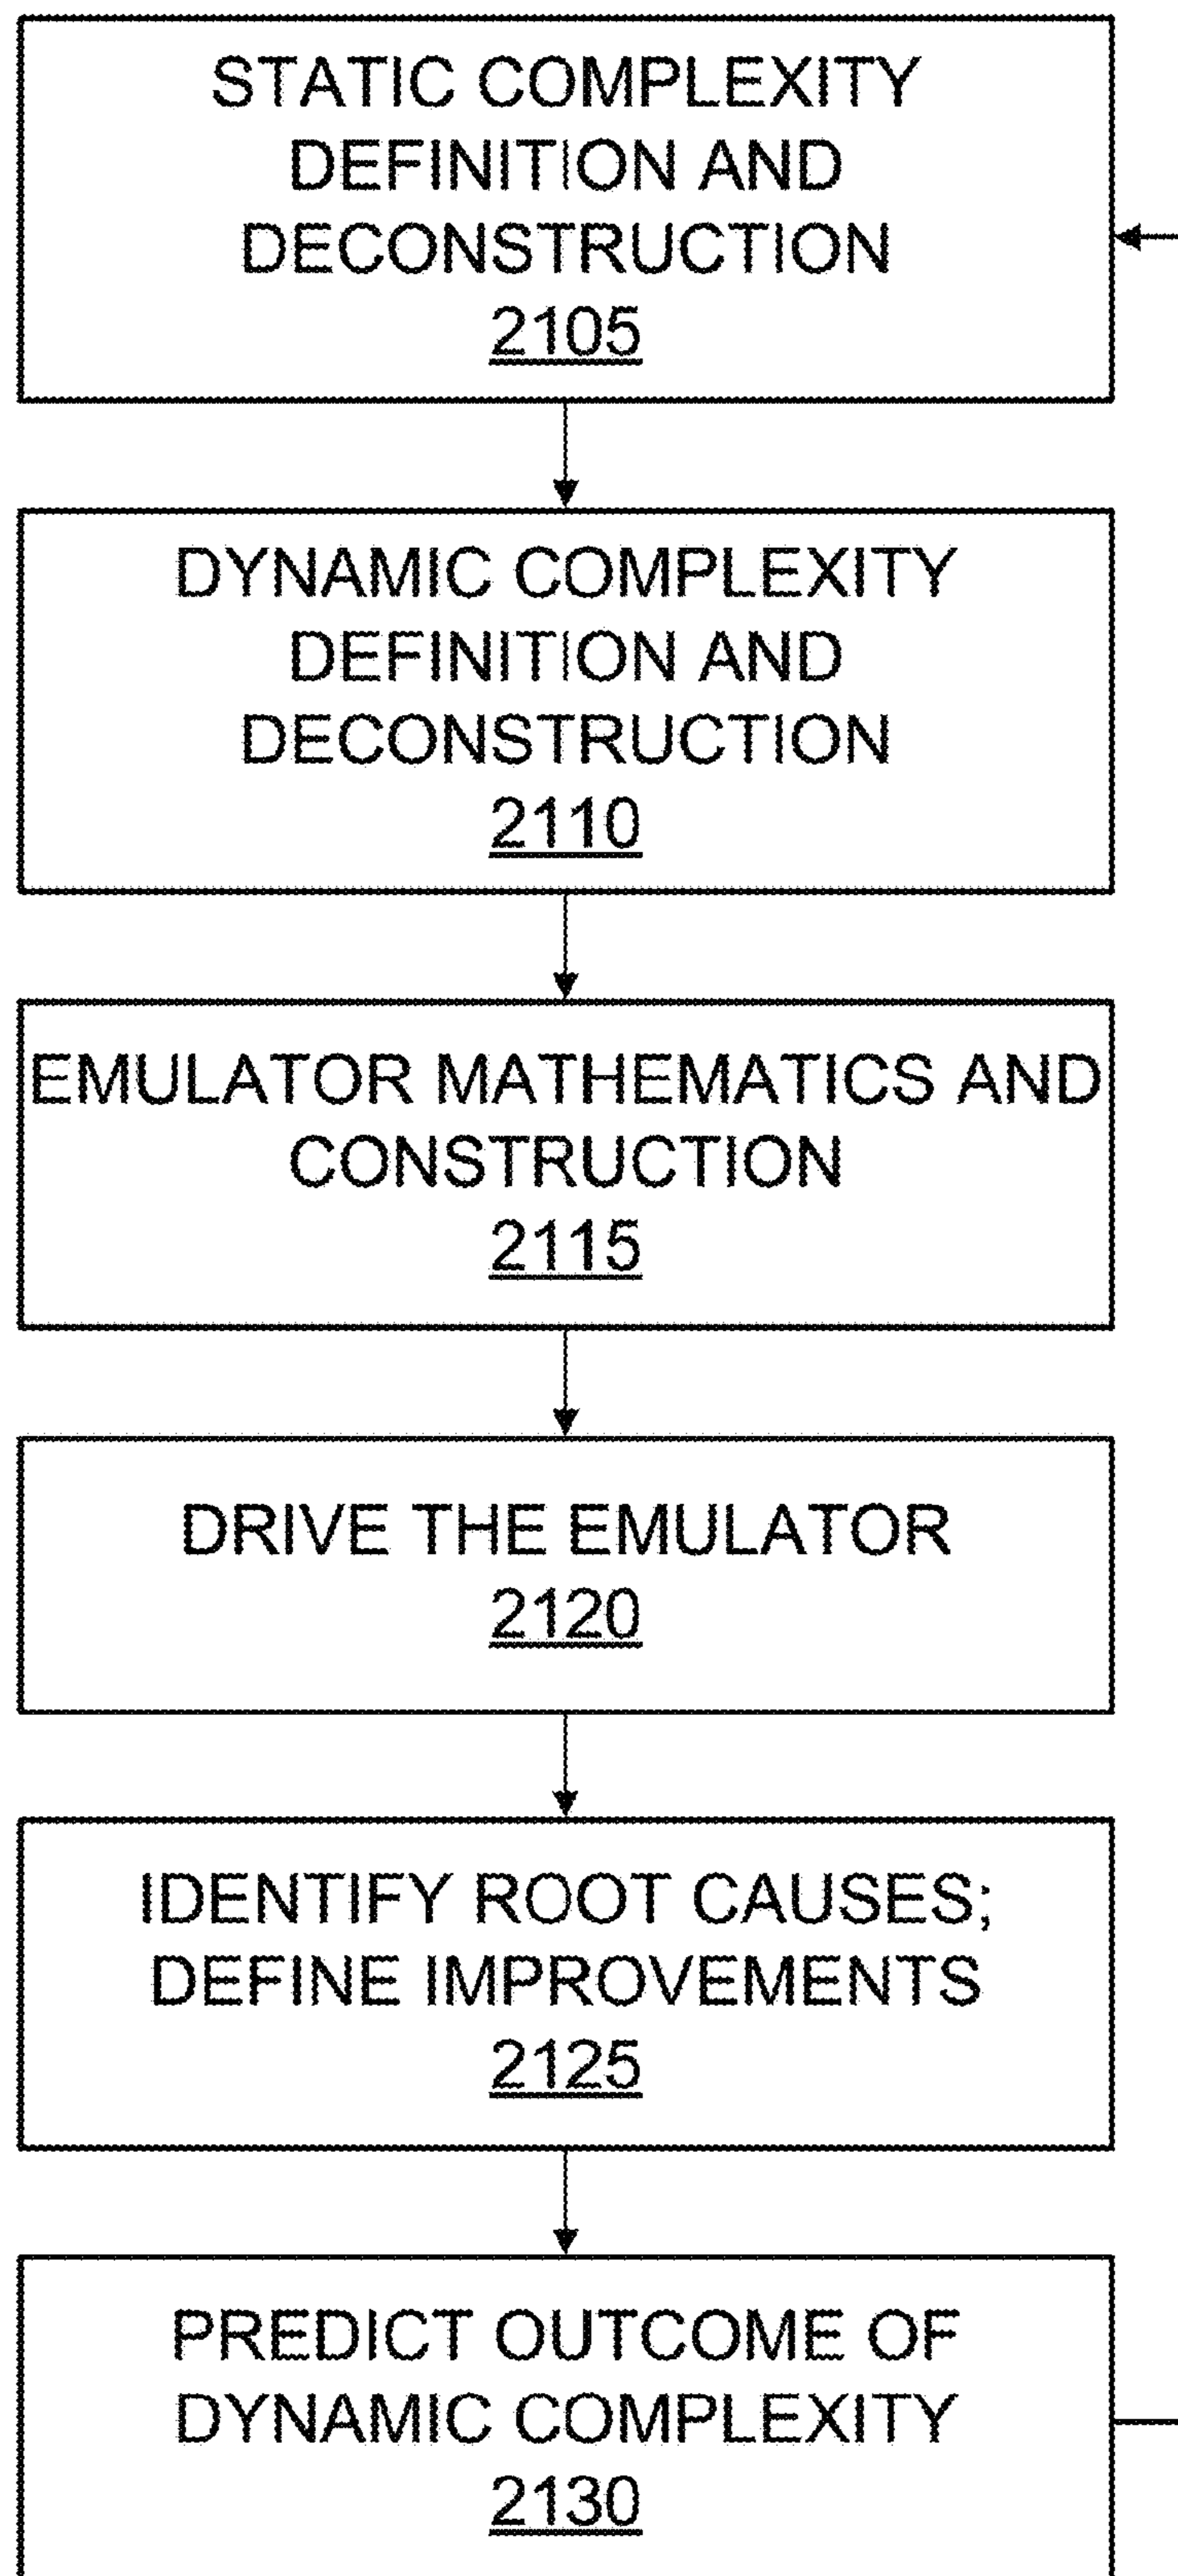 STATIC COMPLEXITY
DEFINITION AND
DECONSTRUCTION
2105
DYNAMIC COMPLEXITY
DEFINITION AND
DECONSTRUCTION
2110
EMULATOR MATHEMATICS AND
CONSTRUCTION
2115
DRIVE THE EMULATOR
2120
IDENTIFY ROOT CAUSES;
DEFINE IMPROVEMENTS
2125
PREDICT OUTCOME OF
DYNAMIC COMPLEXITY
2130